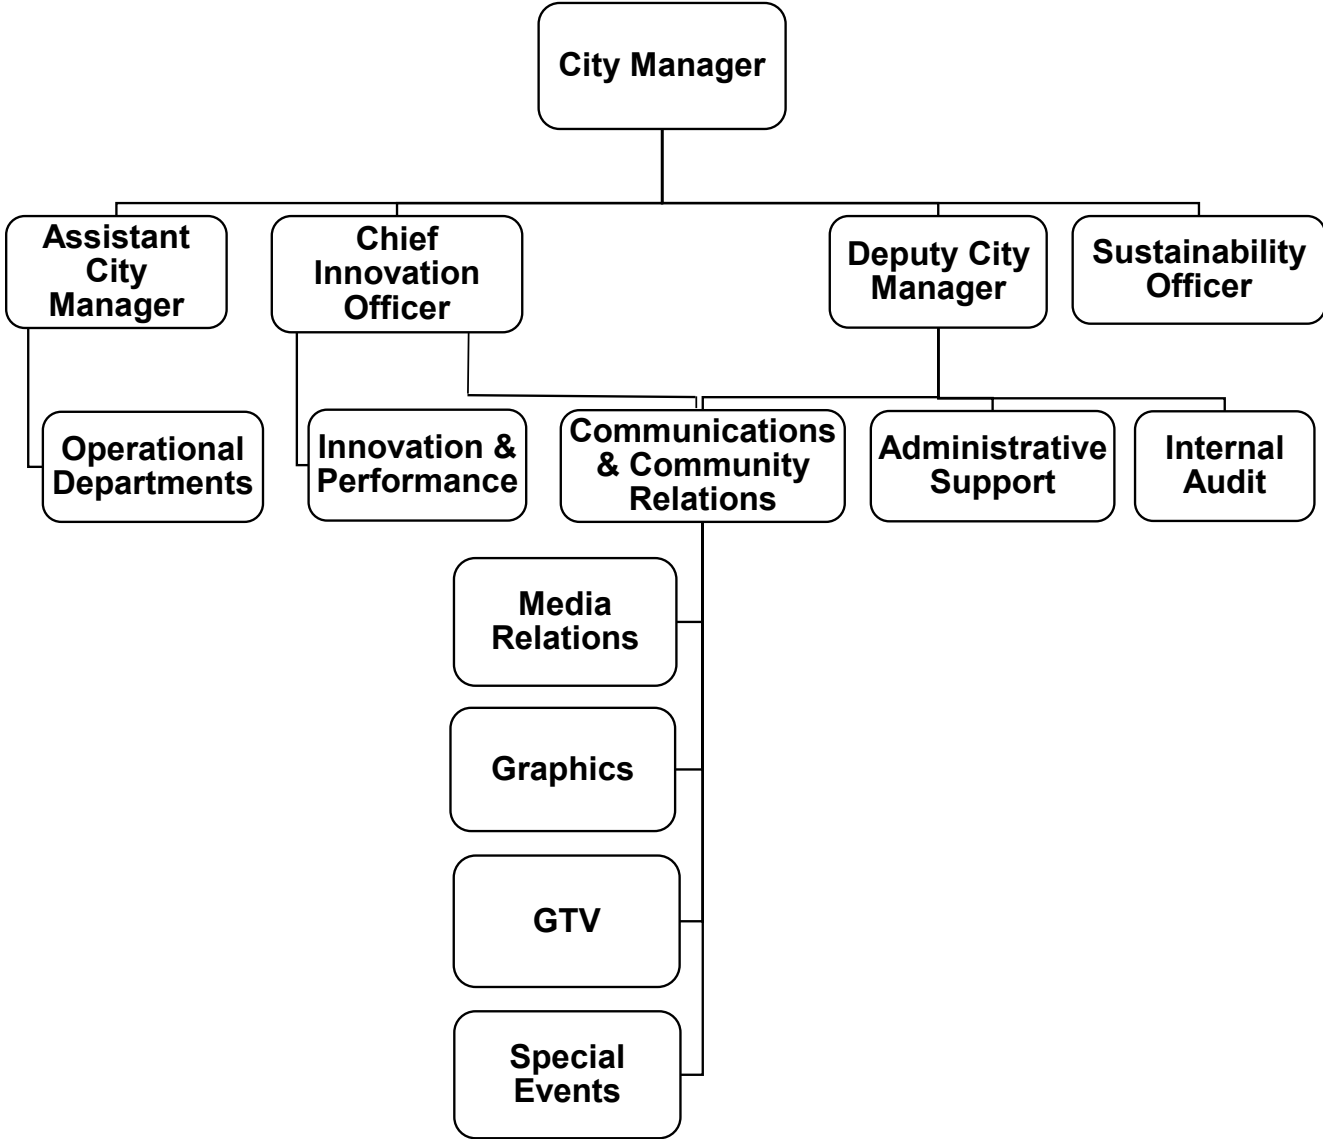 City Manager
Assistant
City
Manager
Chief
Innovation
Officer
Deputy City
Manager
Sustainability
Officer
Operational
Departments
Innovation &
Performance
Communications
& Community
Relations
Administrative
Support
Internal
Audit
Media
Relations
Graphics
GTV
Special
Events